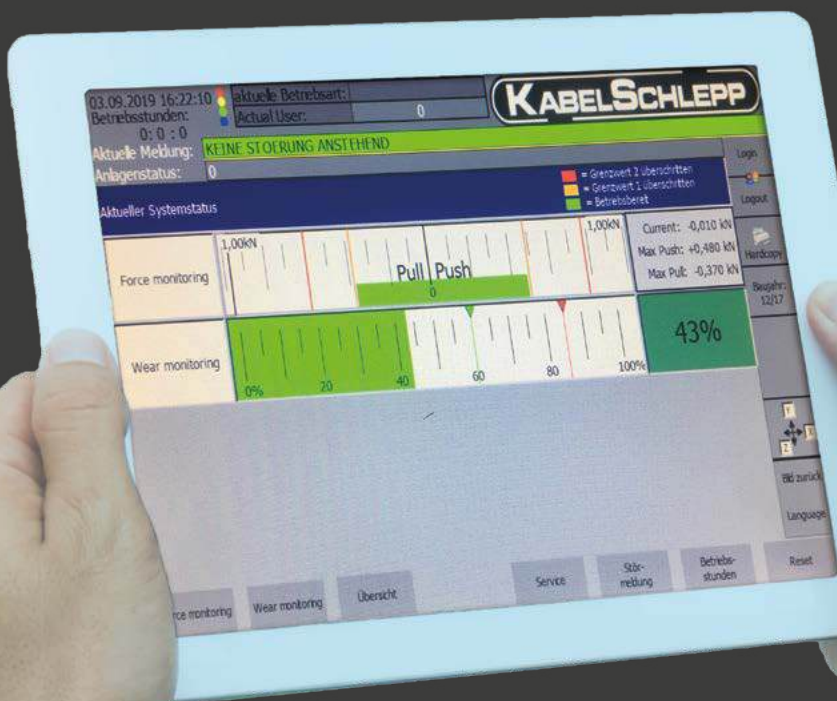 03.09.2019 16:22:10
aktuelle Betriebsart:
KABELSCHLEPP
Betriebsstunden:
0: 0 : 0
Actual User:
0
Aktuelle Meldung:
KEINE STOERUNG ANSTEHEND
Anlagenstatus:
0
Login
Aktueller Systemstatus
= Grenzwert 2 überschritten
= Grenzwert 1 überschritten
= Betriebsbereit
Logout
Force monitoring
1,00kN
Pull
Push
0
1,00kN
Current: -0,010 kN
Max Push: +0,480 kN
Max Pull: -0,370 kN
Hardcopy
Baujahr:
12/17
Wear monitoring
0%
20
40
60
80
100%
43%
Y
X
Z
Bild zurück
Language
rce monitoring
Wear monitoring
Übersicht
Service
Stör-
meldung
Betriebs-
stunden
Reset